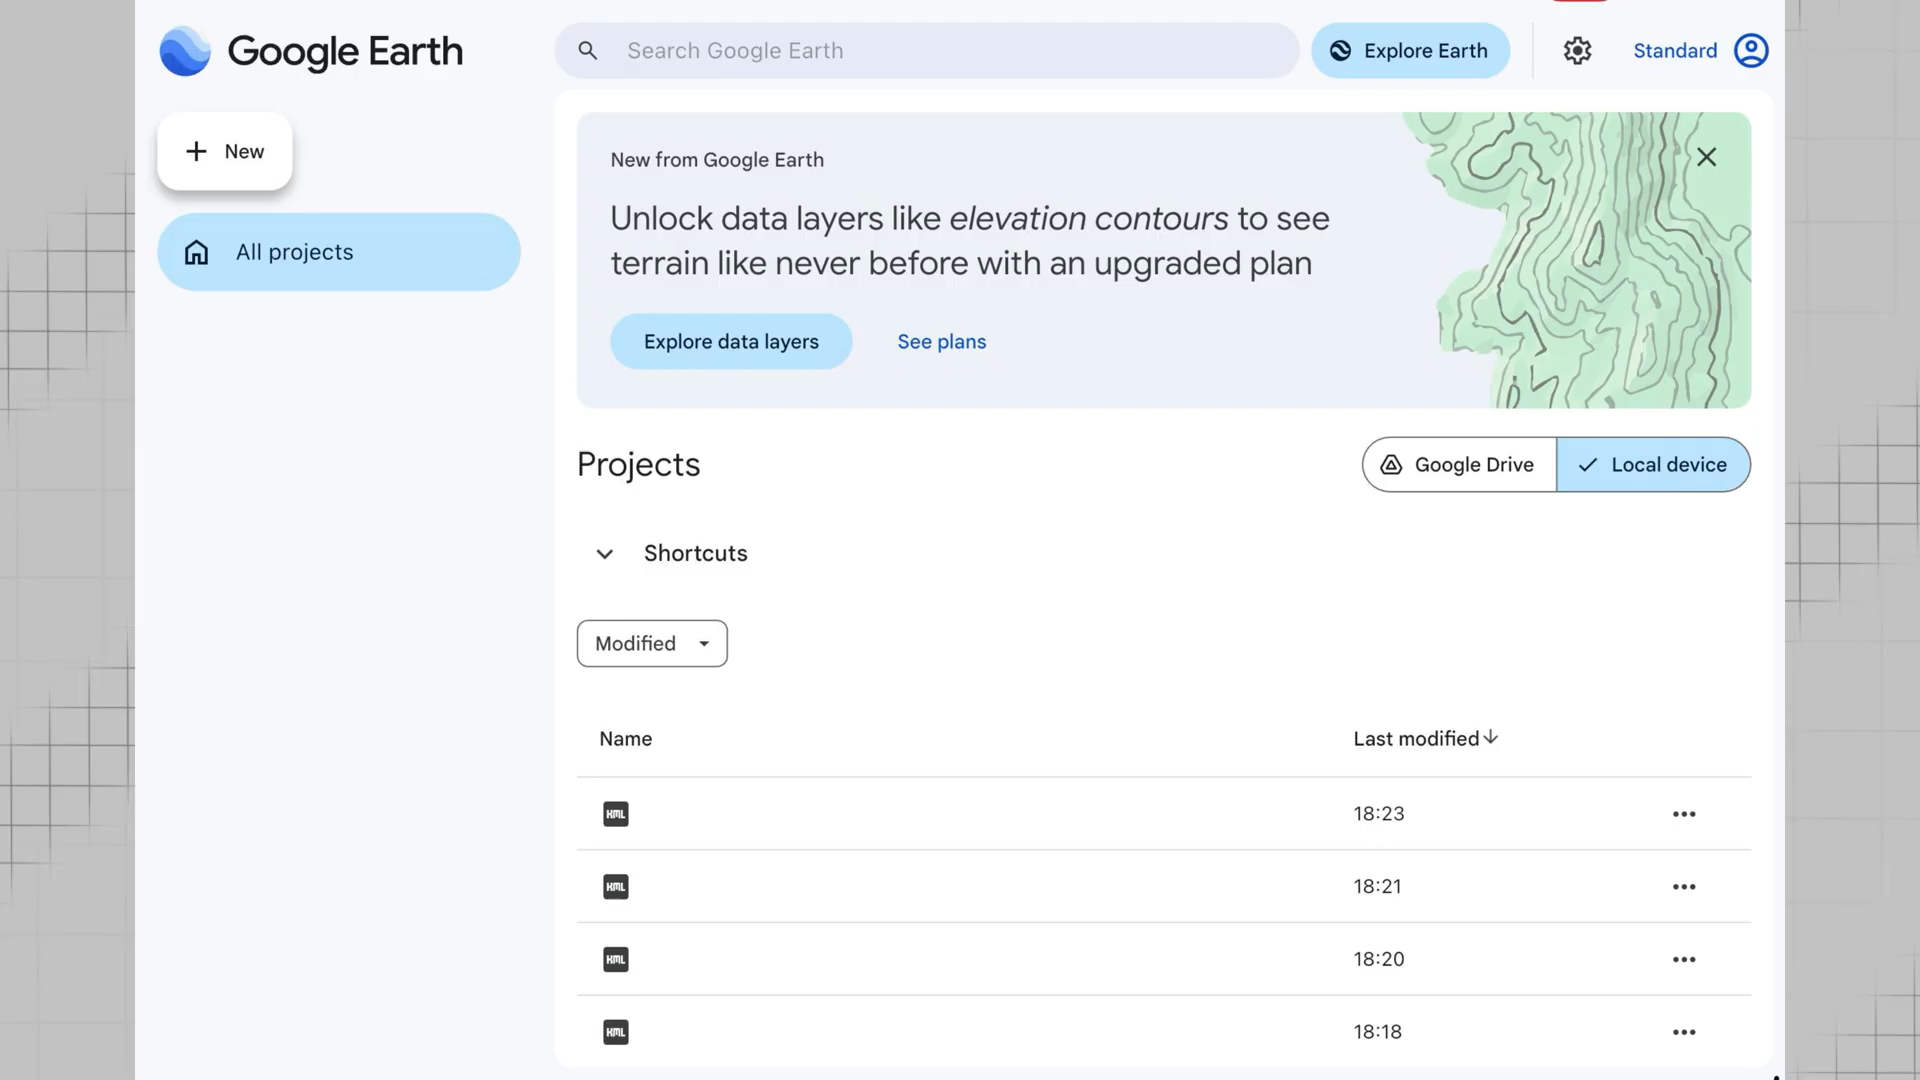 Google Earth
Search Google Earth
Explore Earth
Standard
New
All projects
New from Google Earth
Unlock data layers like elevation contours to see
terrain like never before with an upgraded plan
Explore data layers
See plans
Projects
Google Drive
Local device
Shortcuts
Modified
Name
Last modified
KML
18:23
KML
18:21
KML
18:20
KML
18:18